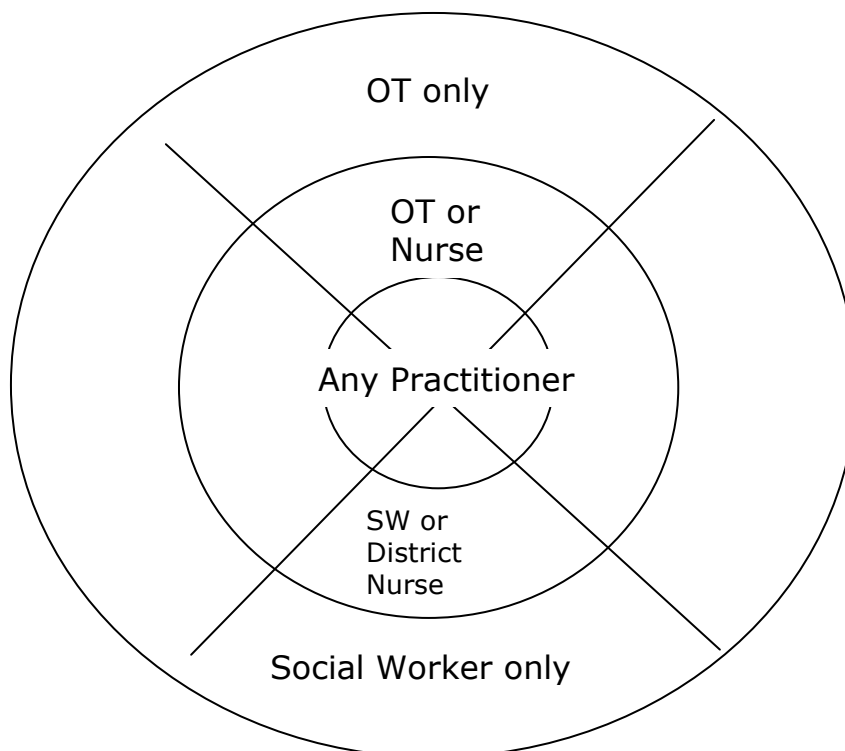 OT only
OT or
Nurse
Any Practitioner
SW or
District
Nurse
Social Worker only